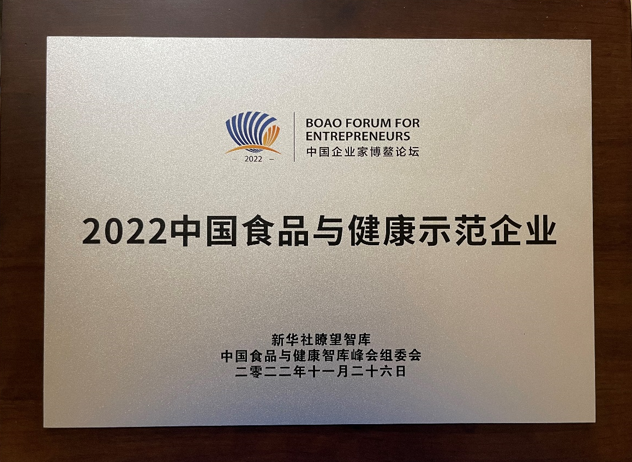 BOAO FORUM FOR
ENTREPRENEURS
中国企业家博鳌论坛
2022
2022中国食品与健康示范企业
新华社瞭望智库
中国食品与健康智库峰会组委会
二零二二年十一月二十六日